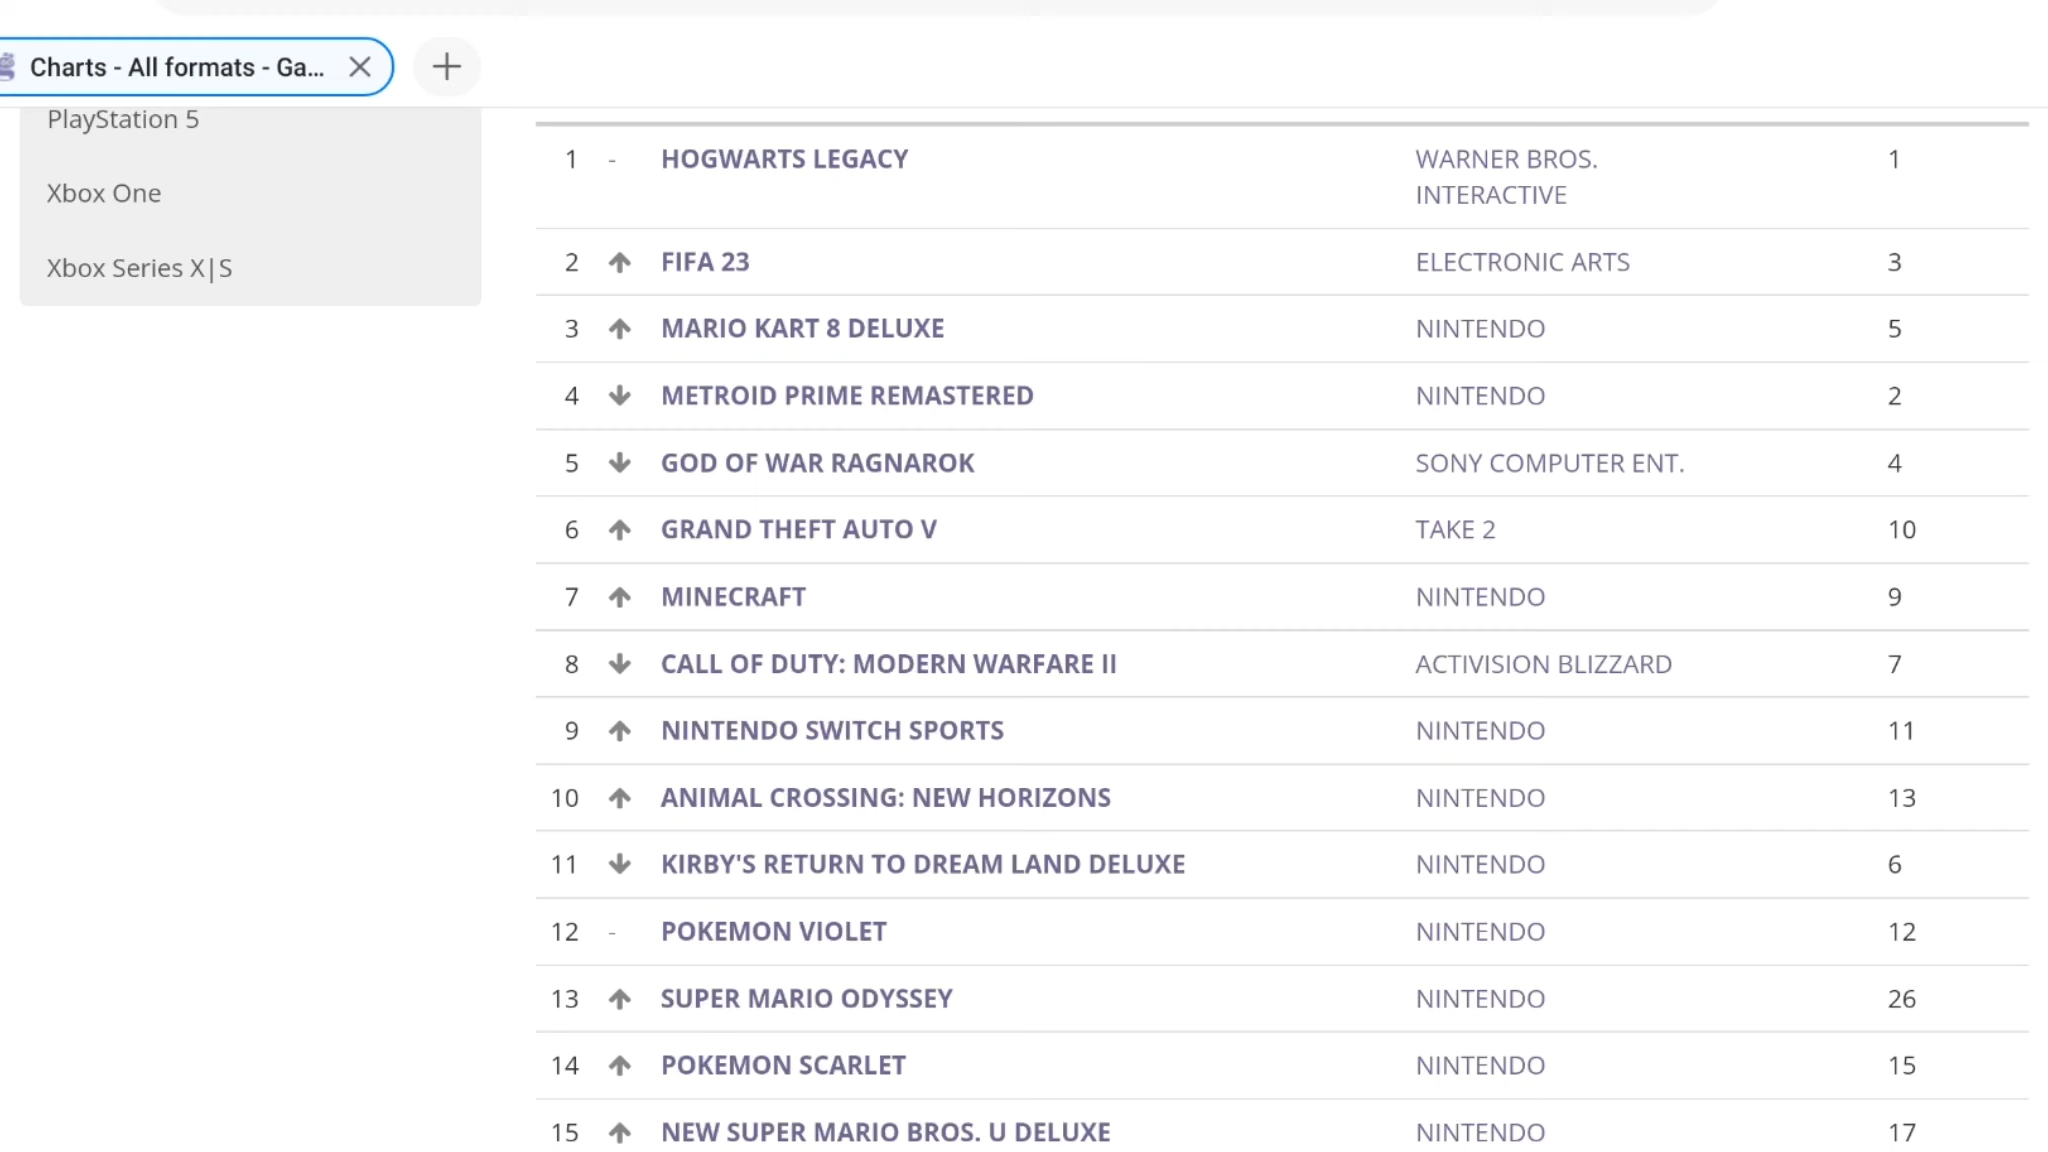 Charts - All formats - Ga...
PlayStation 5
Xbox One
Xbox Series X|S
1 - HOGWARTS LEGACY WARNER BROS. INTERACTIVE 1
2 FIFA 23 ELECTRONIC ARTS 3
3 MARIO KART 8 DELUXE NINTENDO 5
4 METROID PRIME REMASTERED NINTENDO 2
5 GOD OF WAR RAGNAROK SONY COMPUTER ENT. 4
6 GRAND THEFT AUTO V TAKE 2 10
7 MINECRAFT NINTENDO 9
8 CALL OF DUTY: MODERN WARFARE II ACTIVISION BLIZZARD 7
9 NINTENDO SWITCH SPORTS NINTENDO 11
10 ANIMAL CROSSING: NEW HORIZONS NINTENDO 13
11 KIRBY'S RETURN TO DREAM LAND DELUXE NINTENDO 6
12 - POKEMON VIOLET NINTENDO 12
13 SUPER MARIO ODYSSEY NINTENDO 26
14 POKEMON SCARLET NINTENDO 15
15 NEW SUPER MARIO BROS. U DELUXE NINTENDO 17